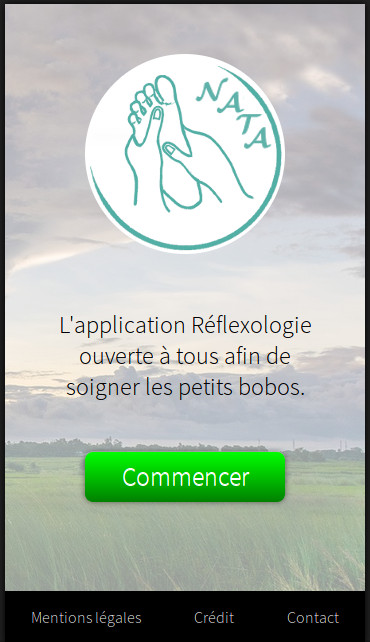 NATA
L'application Réflexologie
ouverte à tous afin de
soigner les petits bobos.
Commencer
Mentions légales Crédit Contact